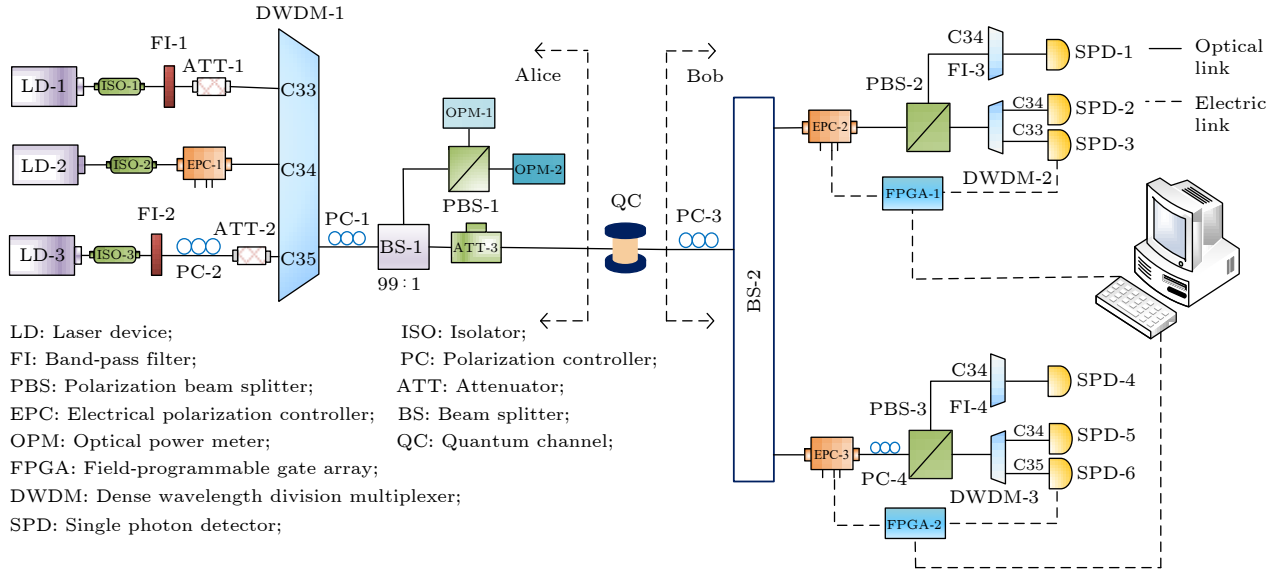 DWDM-1
FI-1
ATT-1
LD-1
ISO-1
C33
LD-2
ISO-2
EPC-1
C34
FI-2
ATT-2
LD-3
ISO-3
PC-2
C35
PC-1
BS-1
99:1
OPM-1
OPM-2
PBS-1
ATT-3
Alice
Bob
QC
PC-3
BS-2
EPC-2
PBS-2
C34
FI-3
SPD-1
C34
SPD-2
C33
SPD-3
DWDM-2
FPGA-1
Optical
link
Electric
link
EPC-3
PC-4
PBS-3
C34
FI-4
SPD-4
C34
SPD-5
C35
SPD-6
DWDM-3
FPGA-2
LD: Laser device;
ISO: Isolator;
FI: Band-pass filter;
PC: Polarization controller;
PBS: Polarization beam splitter;
ATT: Attenuator;
EPC: Electrical polarization controller;
BS: Beam splitter;
OPM: Optical power meter;
QC: Quantum channel;
FPGA: Field-programmable gate array;
DWDM: Dense wavelength division multiplexer;
SPD: Single photon detector;